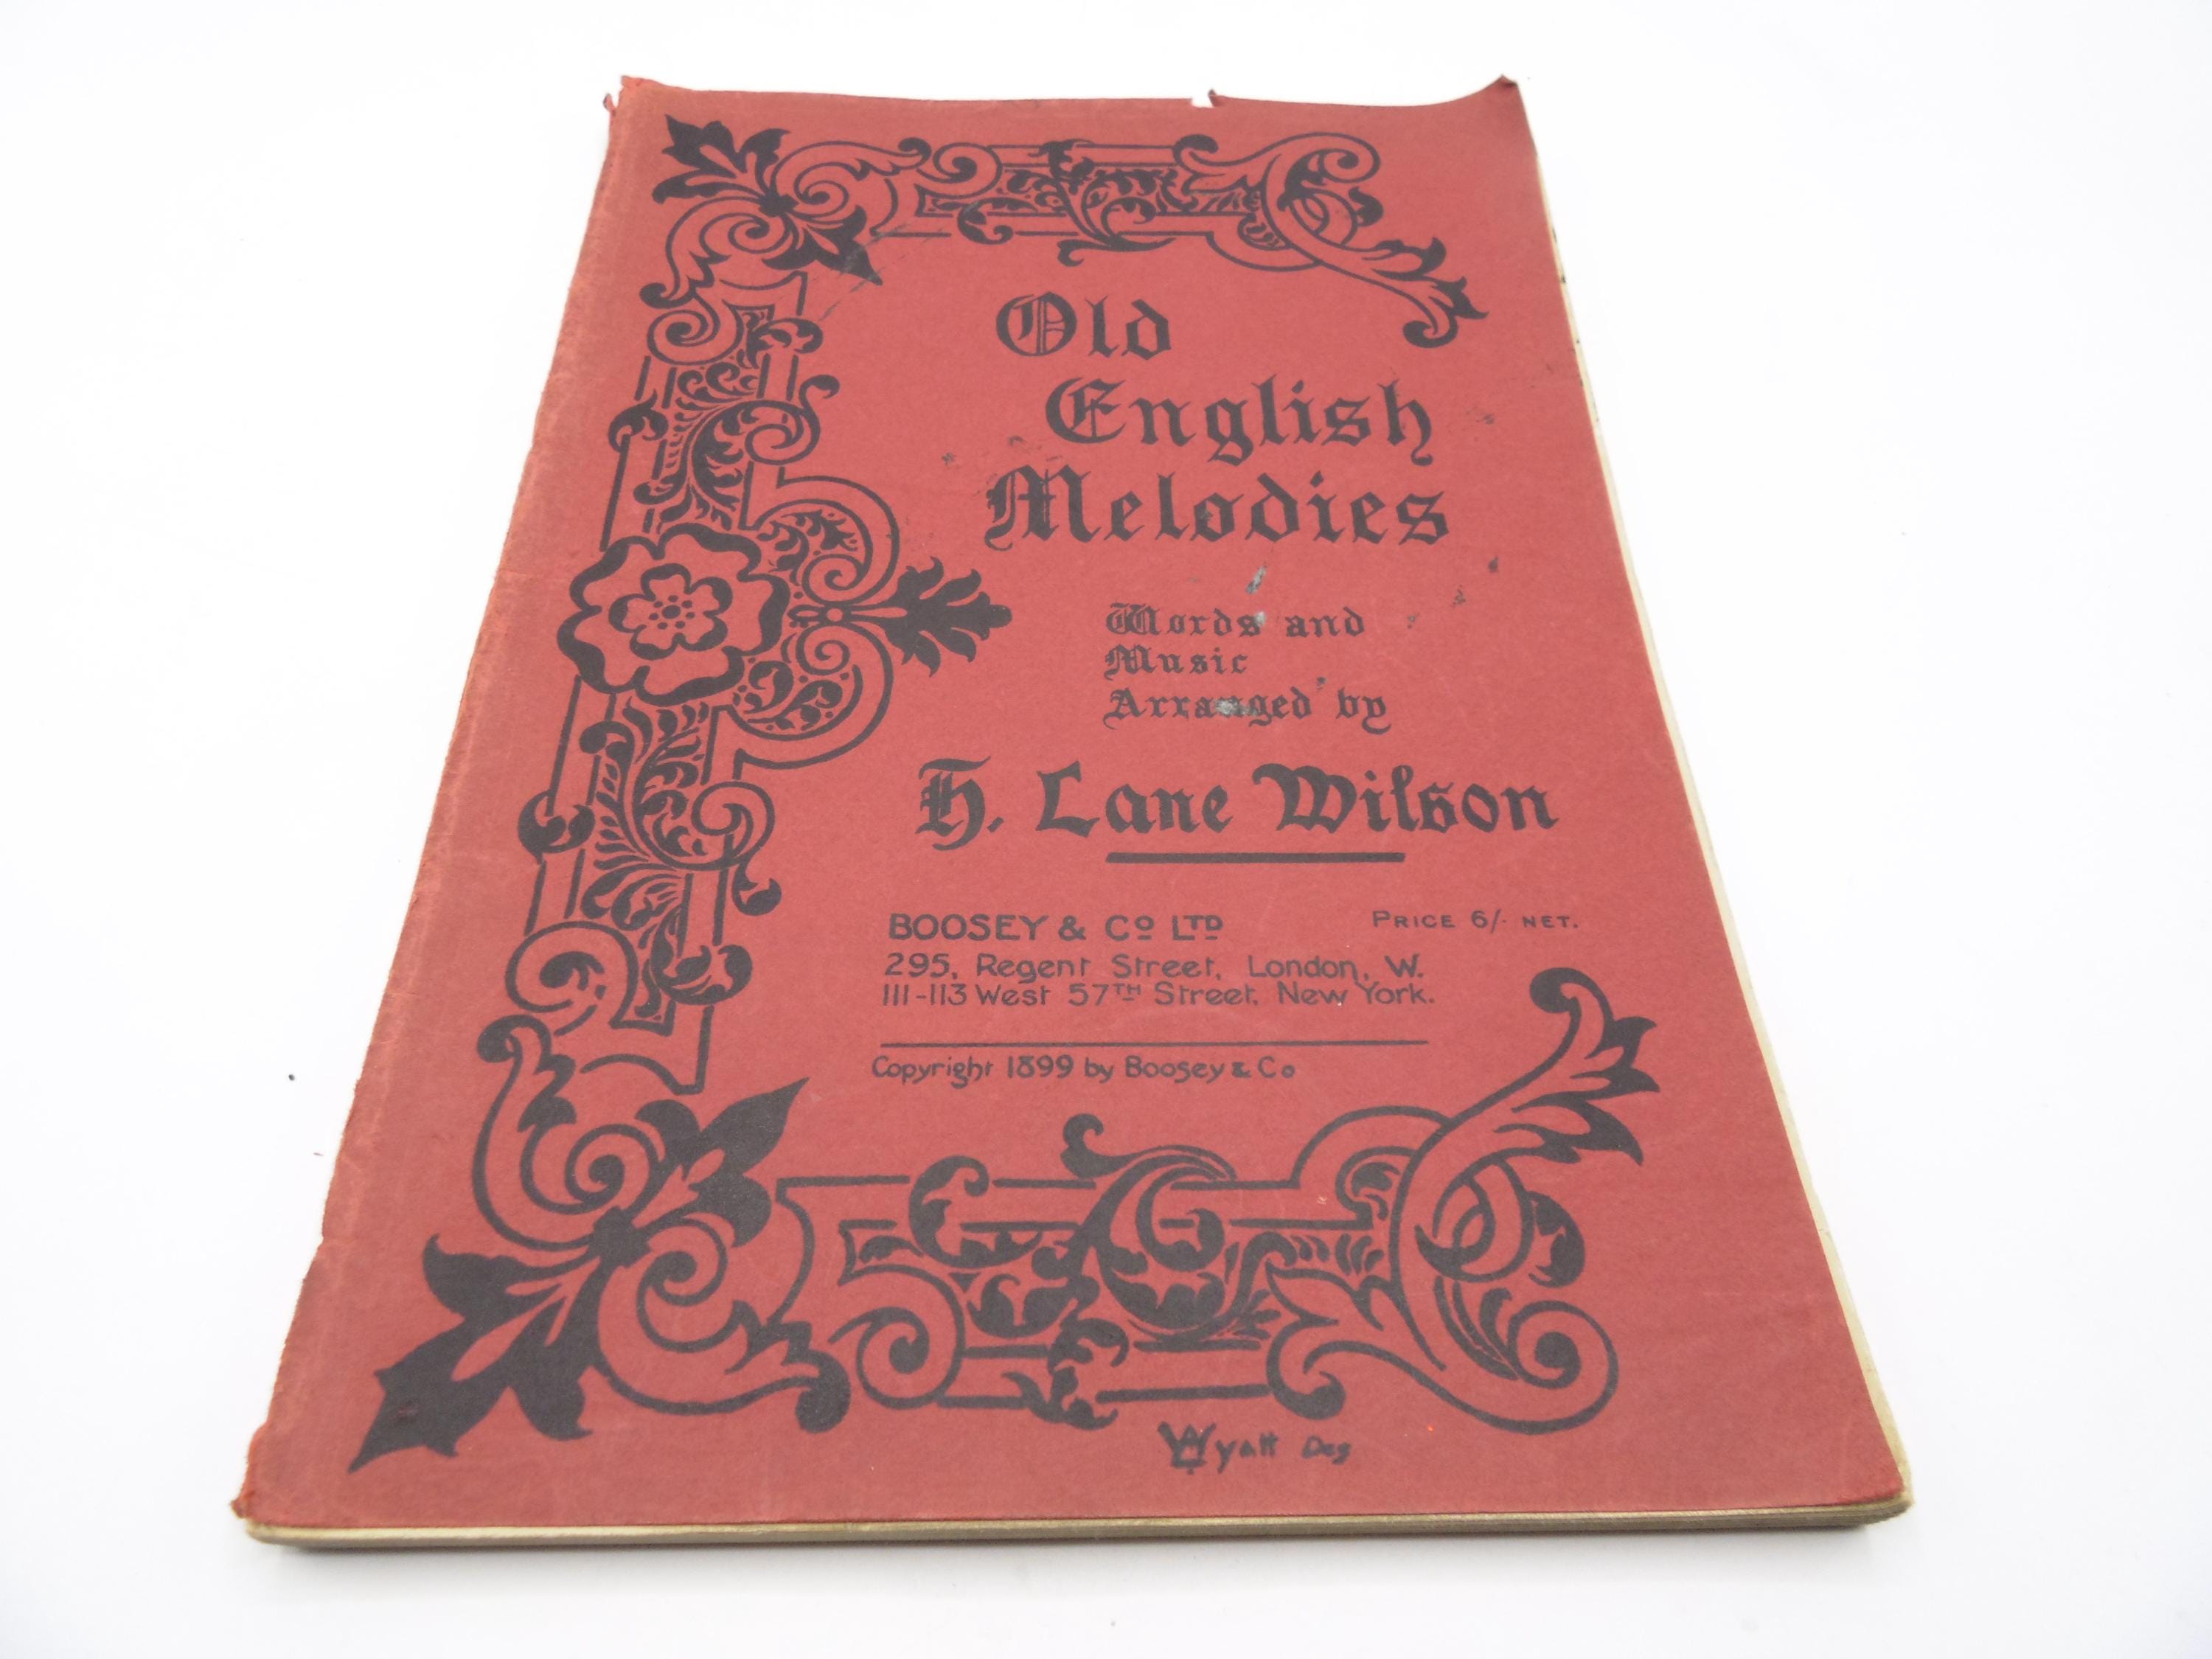 Old
English
Melodies
Words and
Music
Arranged by
H. Lane Wilson
BOOSEY & Cº LTD
PRICE 6/- NET.
295, Regent Street, London, W.
111-113 West 57TH Street, New York.
Copyright 1899 by Boosey & Co
Wyatt Des